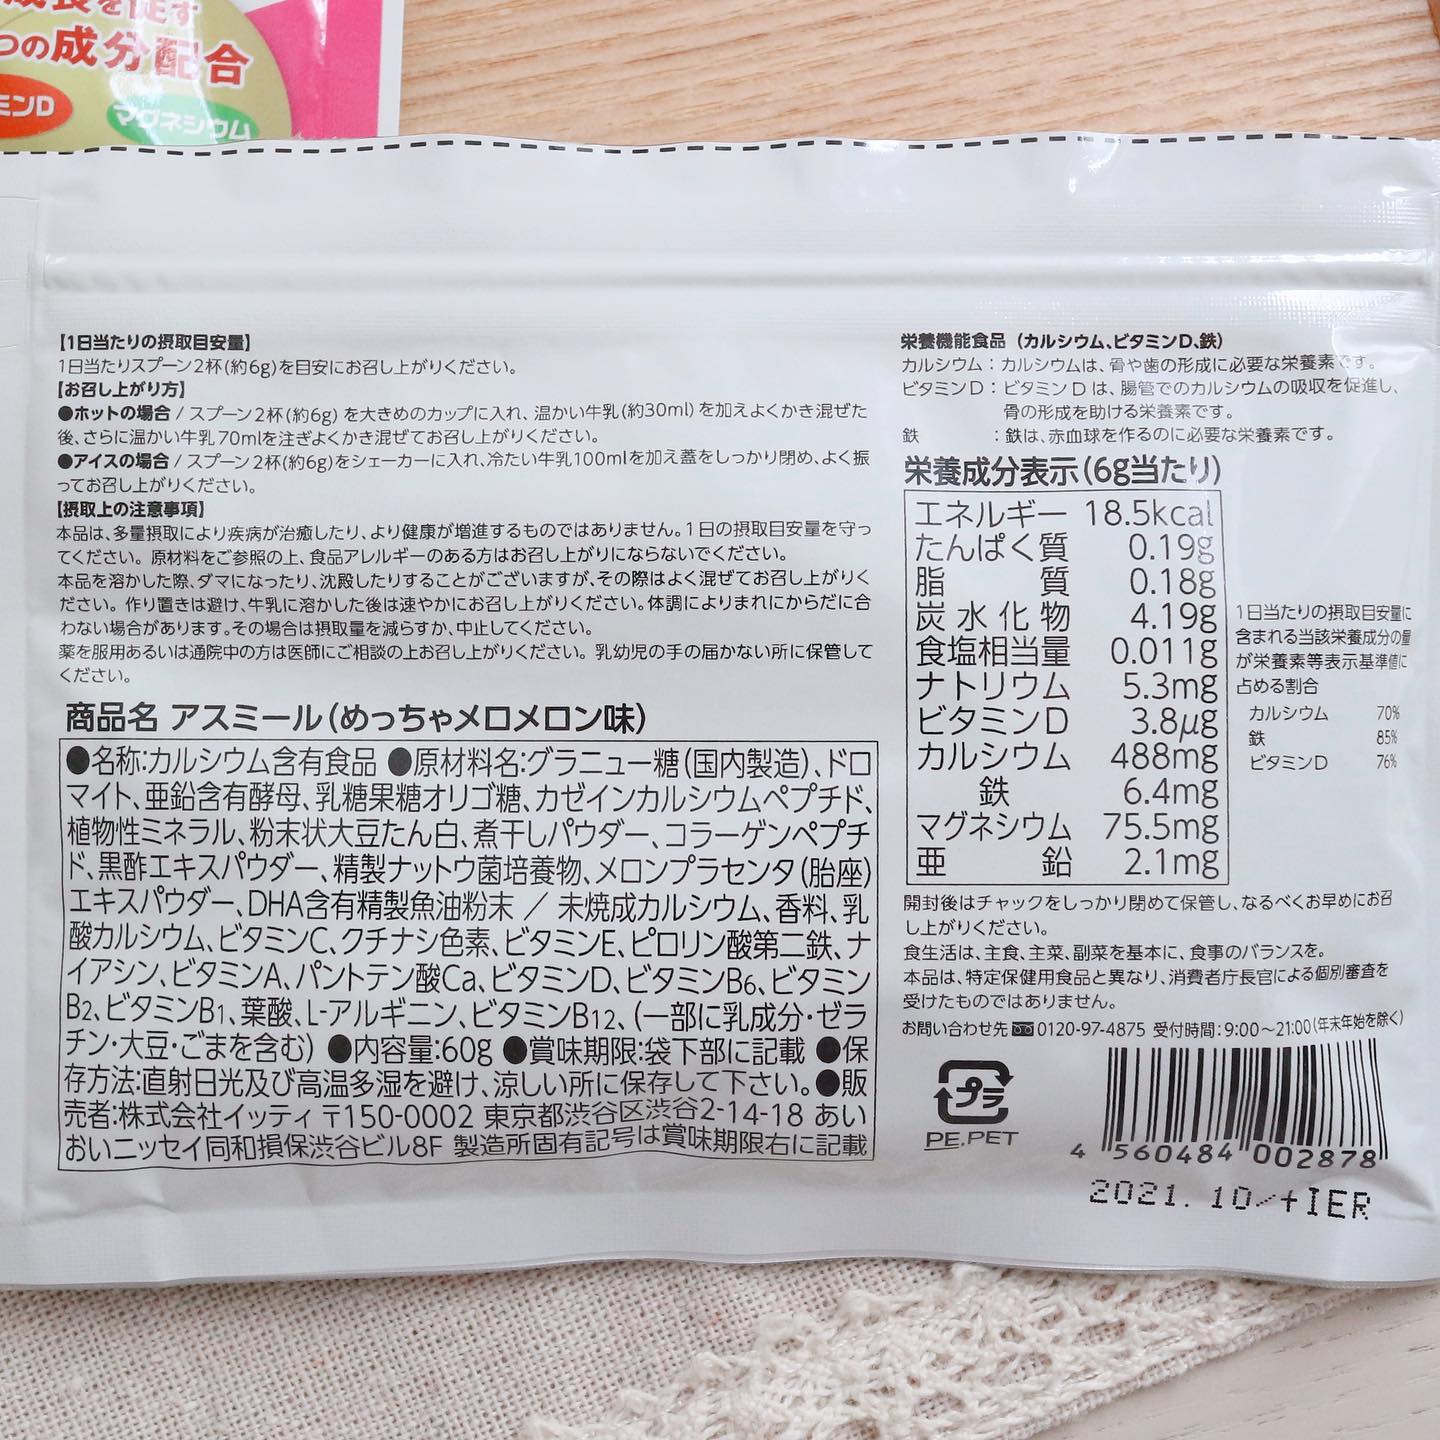 成長を促す
つの成分配合
ミンD
マグネシウム
【1日当たりの摂取目安量】
1日当たりスプーン2杯(約6g)を目安にお召し上がりください。
【お召し上がり方】
●ホットの場合 / スプーン2杯(約6g) を大きめのカップに入れ、温かい牛乳(約30ml) を加えよくかき混ぜた
後、さらに温かい牛乳70mlを注ぎよくかき混ぜてお召し上がりください。
●アイスの場合 / スプーン2杯(約6g)をシェーカーに入れ、冷たい牛乳100mlを加え蓋をしっかり閉め、よく振
ってお召し上がりください。
【摂取上の注意事項】
本品は、多量摂取により疾病が治癒したり、より健康が増進するものではありません。1日の摂取目安量を守っ
てください。原材料をご参照の上、食品アレルギーのある方はお召し上がりにならないでください。
本品を溶かした際、ダマになったり、沈殿したりすることがございますが、その際はよく混ぜてお召し上がりく
ださい。作り置きは避け、牛乳に溶かした後は速やかにお召し上がりください。体調によりまれにからだに合
わない場合があります。その場合は摂取量を減らすか、中止してください。
薬を服用あるいは通院中の方は医師にご相談の上お召し上がりください。乳幼児の手の届かない所に保管して
ください。
商品名 アスミール(めっちゃメロメロン味)
●名称:カルシウム含有食品 ●原材料名:グラニュー糖(国内製造)、ドロ
マイト、亜鉛含有酵母、乳糖果糖オリゴ糖、カゼインカルシウムペプチド、
植物性ミネラル、粉末状大豆たん白、煮干しパウダー、コラーゲンペプチ
ド、黒酢エキスパウダー、精製ナットウ菌培養物、メロンプラセンタ(胎座)
エキスパウダー、DHA含有精製魚油粉末 / 未焼成カルシウム、香料、乳
酸カルシウム、ビタミンC、クチナシ色素、ビタミンE、ピロリン酸第二鉄、ナ
イアシン、ビタミンA、パントテン酸Ca、ビタミンD、ビタミンB6、ビタミン
B2、ビタミンB1、葉酸、L-アルギニン、ビタミンB12、(一部に乳成分・ゼラ
チン・大豆・ごまを含む) ●内容量:60g ●賞味期限:袋下部に記載 ●保
存方法:直射日光及び高温多湿を避け、涼しい所に保存して下さい。●販
売者:株式会社イッティ 〒150-0002 東京都渋谷区渋谷2-14-18 あい
おいニッセイ同和損保渋谷ビル8F 製造所固有記号は賞味期限右に記載
栄養機能食品(カルシウム、ビタミンD、鉄)
カルシウム:カルシウムは、骨や歯の形成に必要な栄養素です。
ビタミンD:ビタミンDは、腸管でのカルシウムの吸収を促進し、
骨の形成を助ける栄養素です。
鉄 :鉄は、赤血球を作るのに必要な栄養素です。
栄養成分表示(6g当たり)
エネルギー 18.5kcal
たんぱく質 0.19g
脂質 0.18g
炭水化物 4.19g
食塩相当量 0.011g
ナトリウム 5.3mg
ビタミンD 3.8μg
カルシウム 488mg
鉄 6.4mg
マグネシウム 75.5mg
亜鉛 2.1mg
1日当たりの摂取目安量に
含まれる当該栄養成分の量
が栄養素等表示基準値に
占める割合
カルシウム 70%
鉄 85%
ビタミンD 76%
開封後はチャックをしっかり閉めて保管し、なるべくお早めにお召
し上がりください。
食生活は、主食、主菜、副菜を基本に、食事のバランスを。
本品は、特定保健用食品と異なり、消費者庁長官による個別審査を
受けたものではありません。
お問い合わせ先 0120-97-4875 受付時間:9:00～21:00(年末年始を除く)
プラ
PE,PET
4 560484 002878
2021.10/+IER